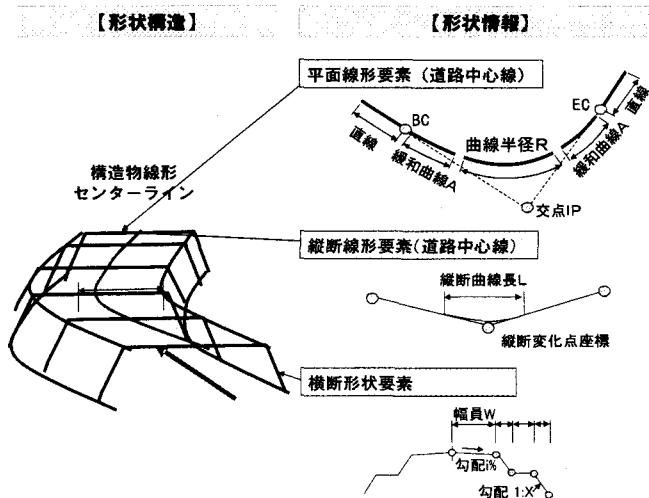 【形状構造】
【形状情報】
平面線形要素（道路中心線）
BC
EC
直線
緩和曲線A
曲線半径R
緩和曲線A
直線
交点IP
構造物線形
センターライン
縦断線形要素(道路中心線)
縦断曲線長L
縦断変化点座標
横断形状要素
幅員W
勾配i%
勾配 1:X